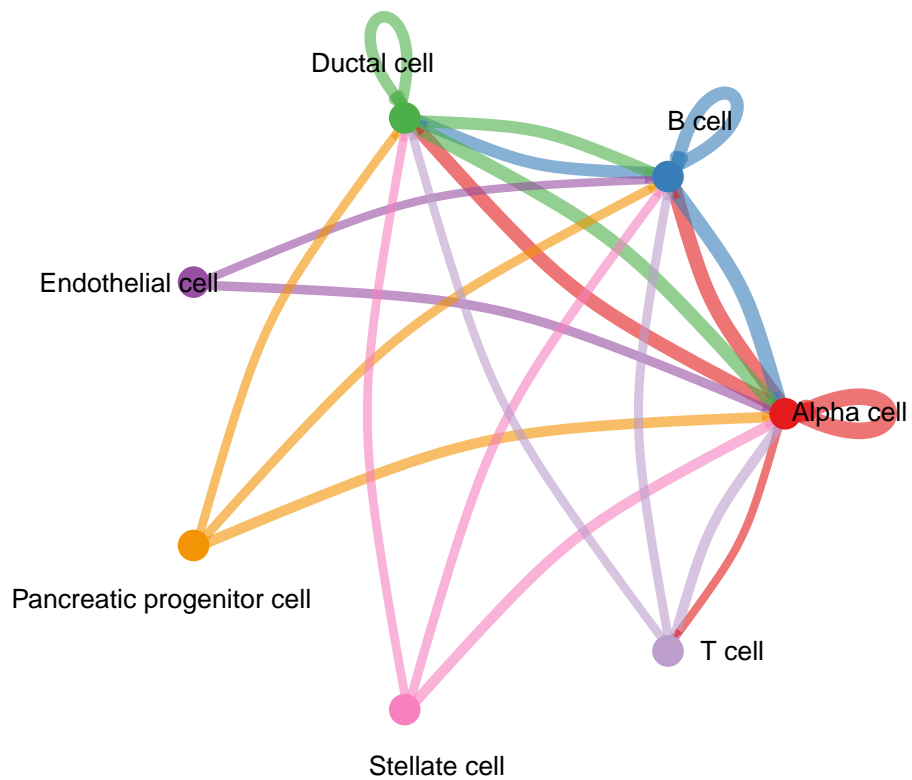 Ductal cell
B cell
Endothelial cell
Alpha cell
Pancreatic progenitor cell
T cell
Stellate cell